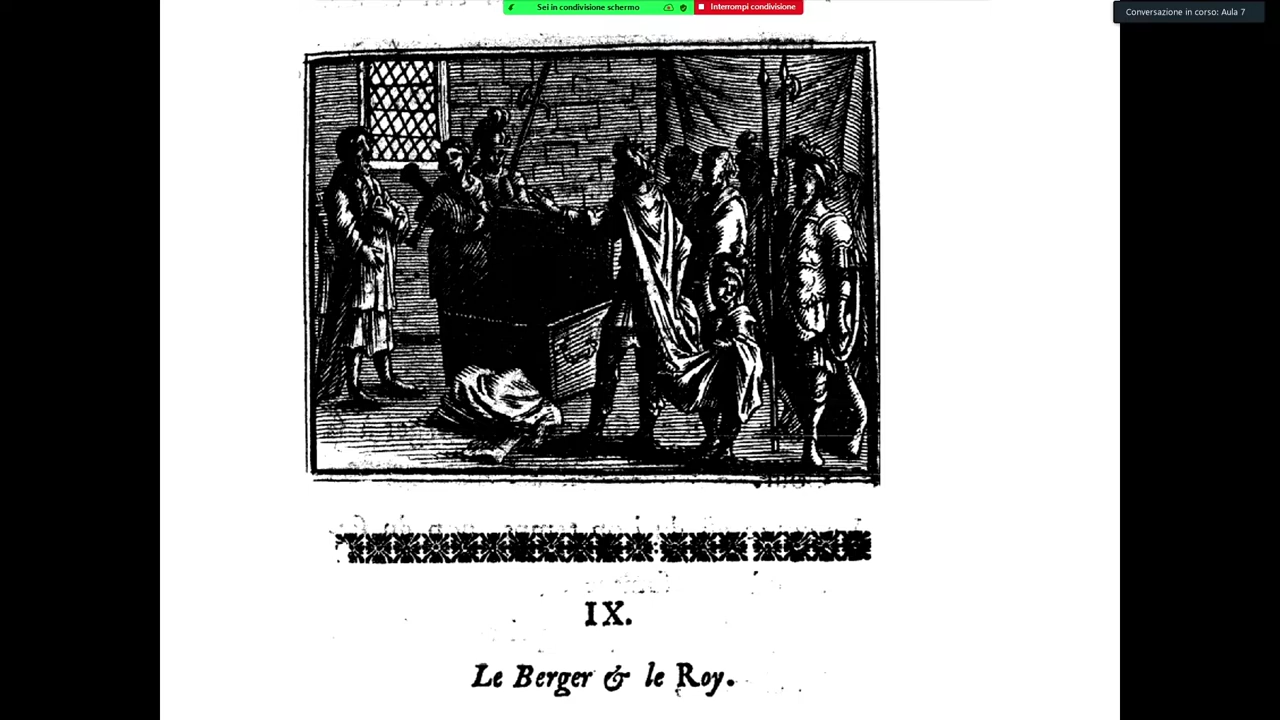 Sei in condivisione schermo
Interrompi condivisione
Conversazione in corso: Aula 7
IX.
Le Berger & le Roy.